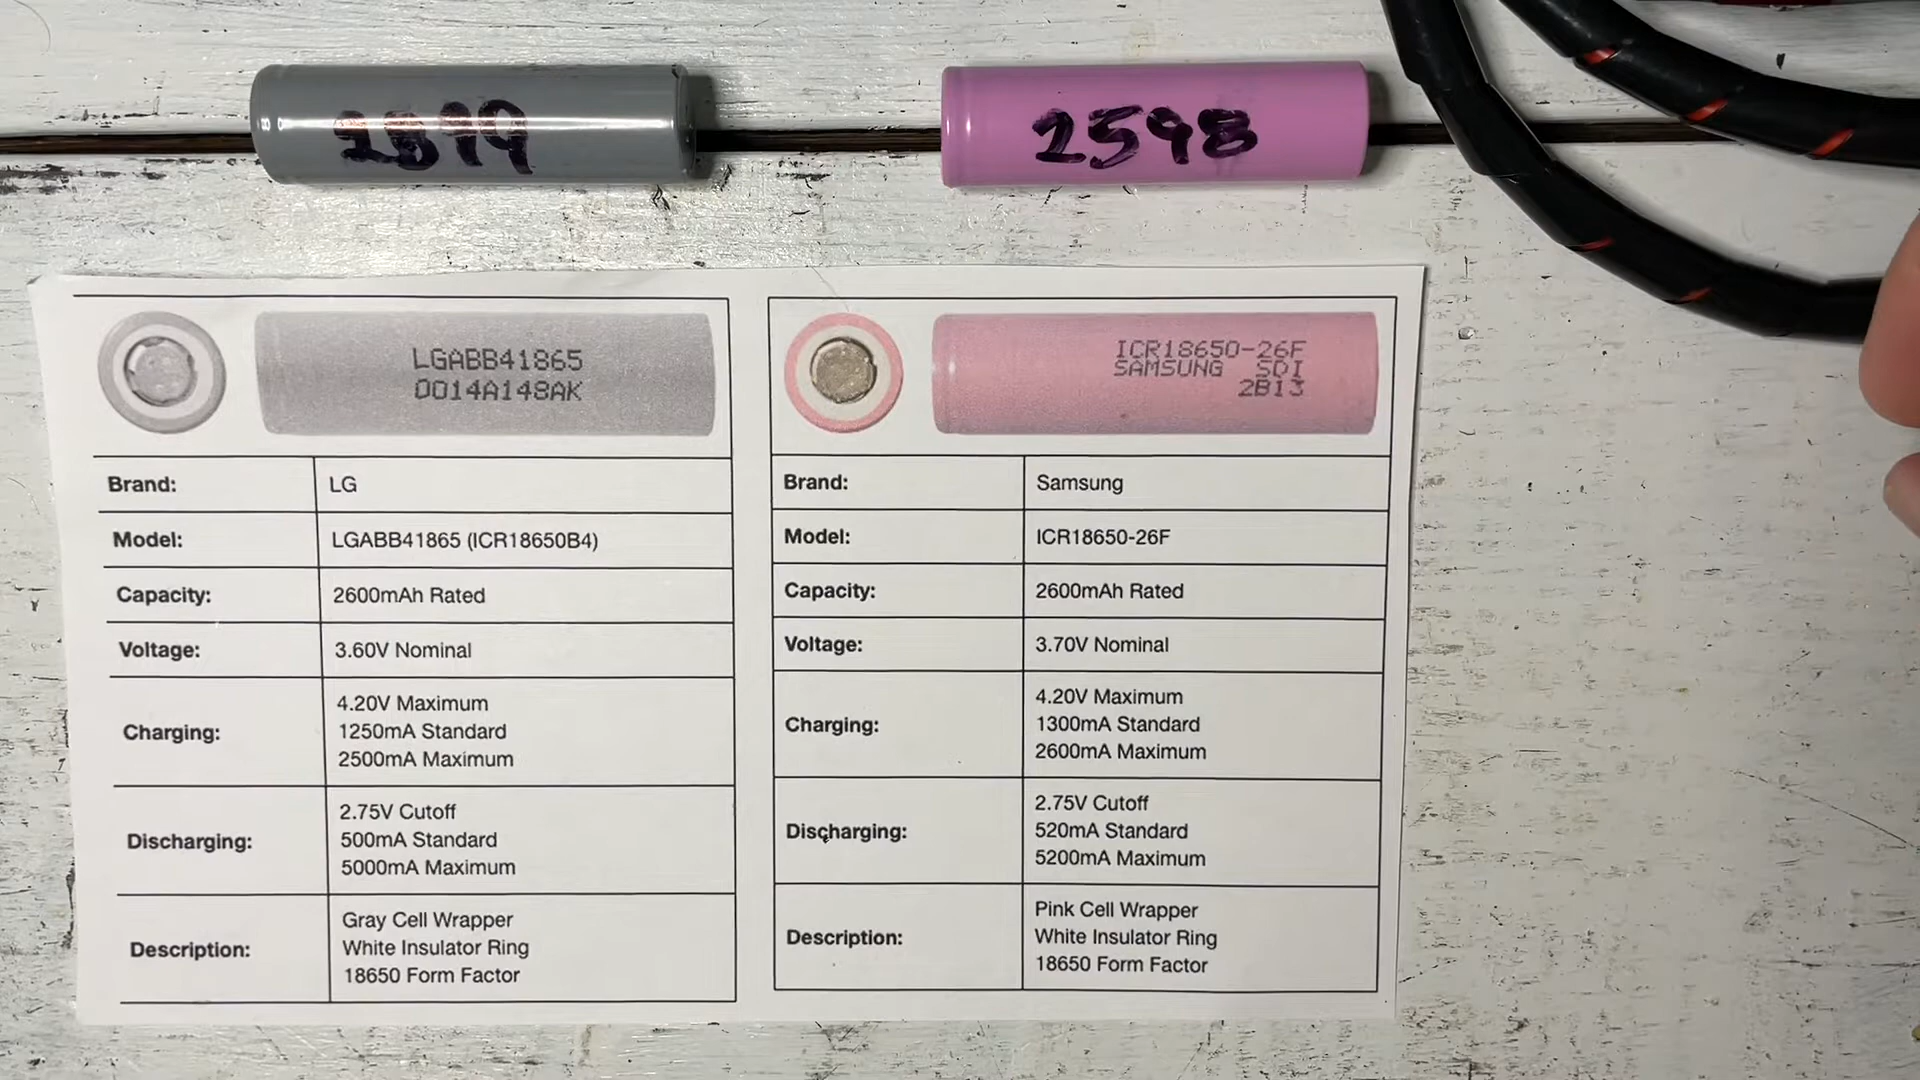 2598
LGABB41865
0014A148AK
Brand: LG
Model: LGABB41865 (ICR18650B4)
Capacity: 2600mAh Rated
Voltage: 3.60V Nominal
Charging: 4.20V Maximum
1250mA Standard
2500mA Maximum
Discharging: 2.75V Cutoff
500mA Standard
5000mA Maximum
Description: Gray Cell Wrapper
White Insulator Ring
18650 Form Factor
ICR18650-26F
SAMSUNG SDI
2B13
Brand: Samsung
Model: ICR18650-26F
Capacity: 2600mAh Rated
Voltage: 3.70V Nominal
Charging: 4.20V Maximum
1300mA Standard
2600mA Maximum
Discharging: 2.75V Cutoff
520mA Standard
5200mA Maximum
Description: Pink Cell Wrapper
White Insulator Ring
18650 Form Factor